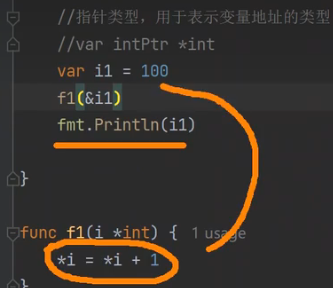 //指针类型，用于表示变量地址的类型
//var intPtr *int
var i1 = 100
f1(&i1)
fmt.Println(i1)
}
func f1(i *int) { 1 usage
*i = *i + 1
}